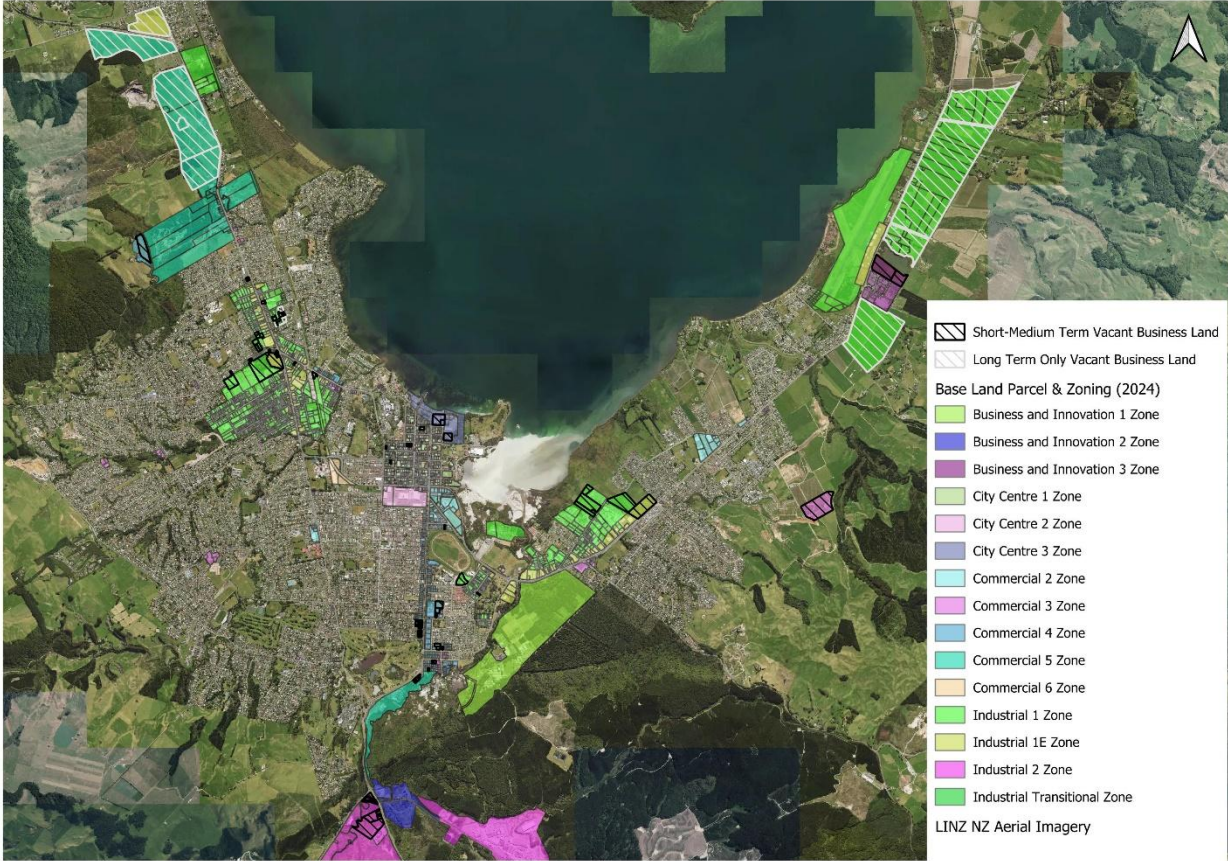 Short-Medium Term Vacant Business Land
Long Term Only Vacant Business Land
Base Land Parcel & Zoning (2024)
Business and Innovation 1 Zone
Business and Innovation 2 Zone
Business and Innovation 3 Zone
City Centre 1 Zone
City Centre 2 Zone
City Centre 3 Zone
Commercial 2 Zone
Commercial 3 Zone
Commercial 4 Zone
Commercial 5 Zone
Commercial 6 Zone
Industrial 1 Zone
Industrial 1E Zone
Industrial 2 Zone
Industrial Transitional Zone
LINZ NZ Aerial Imagery